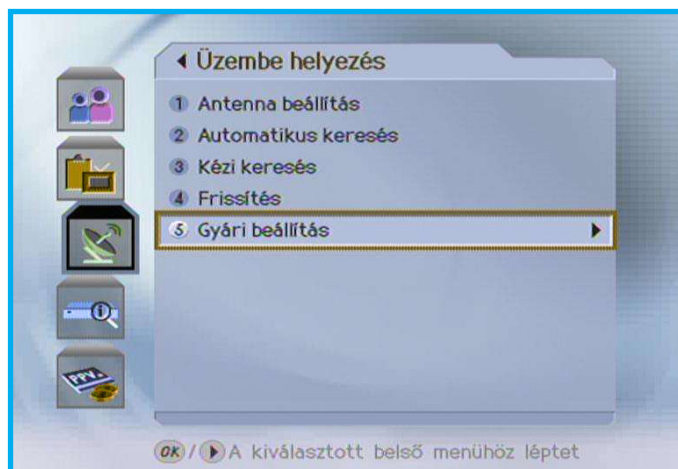 Üzembe helyezés
1 Antenna beállítás
2 Automatikus keresés
3 Kézi keresés
4 Frissítés
5 Gyári beállítás
PPV.
OK / A kiválasztott belső menühöz léptet